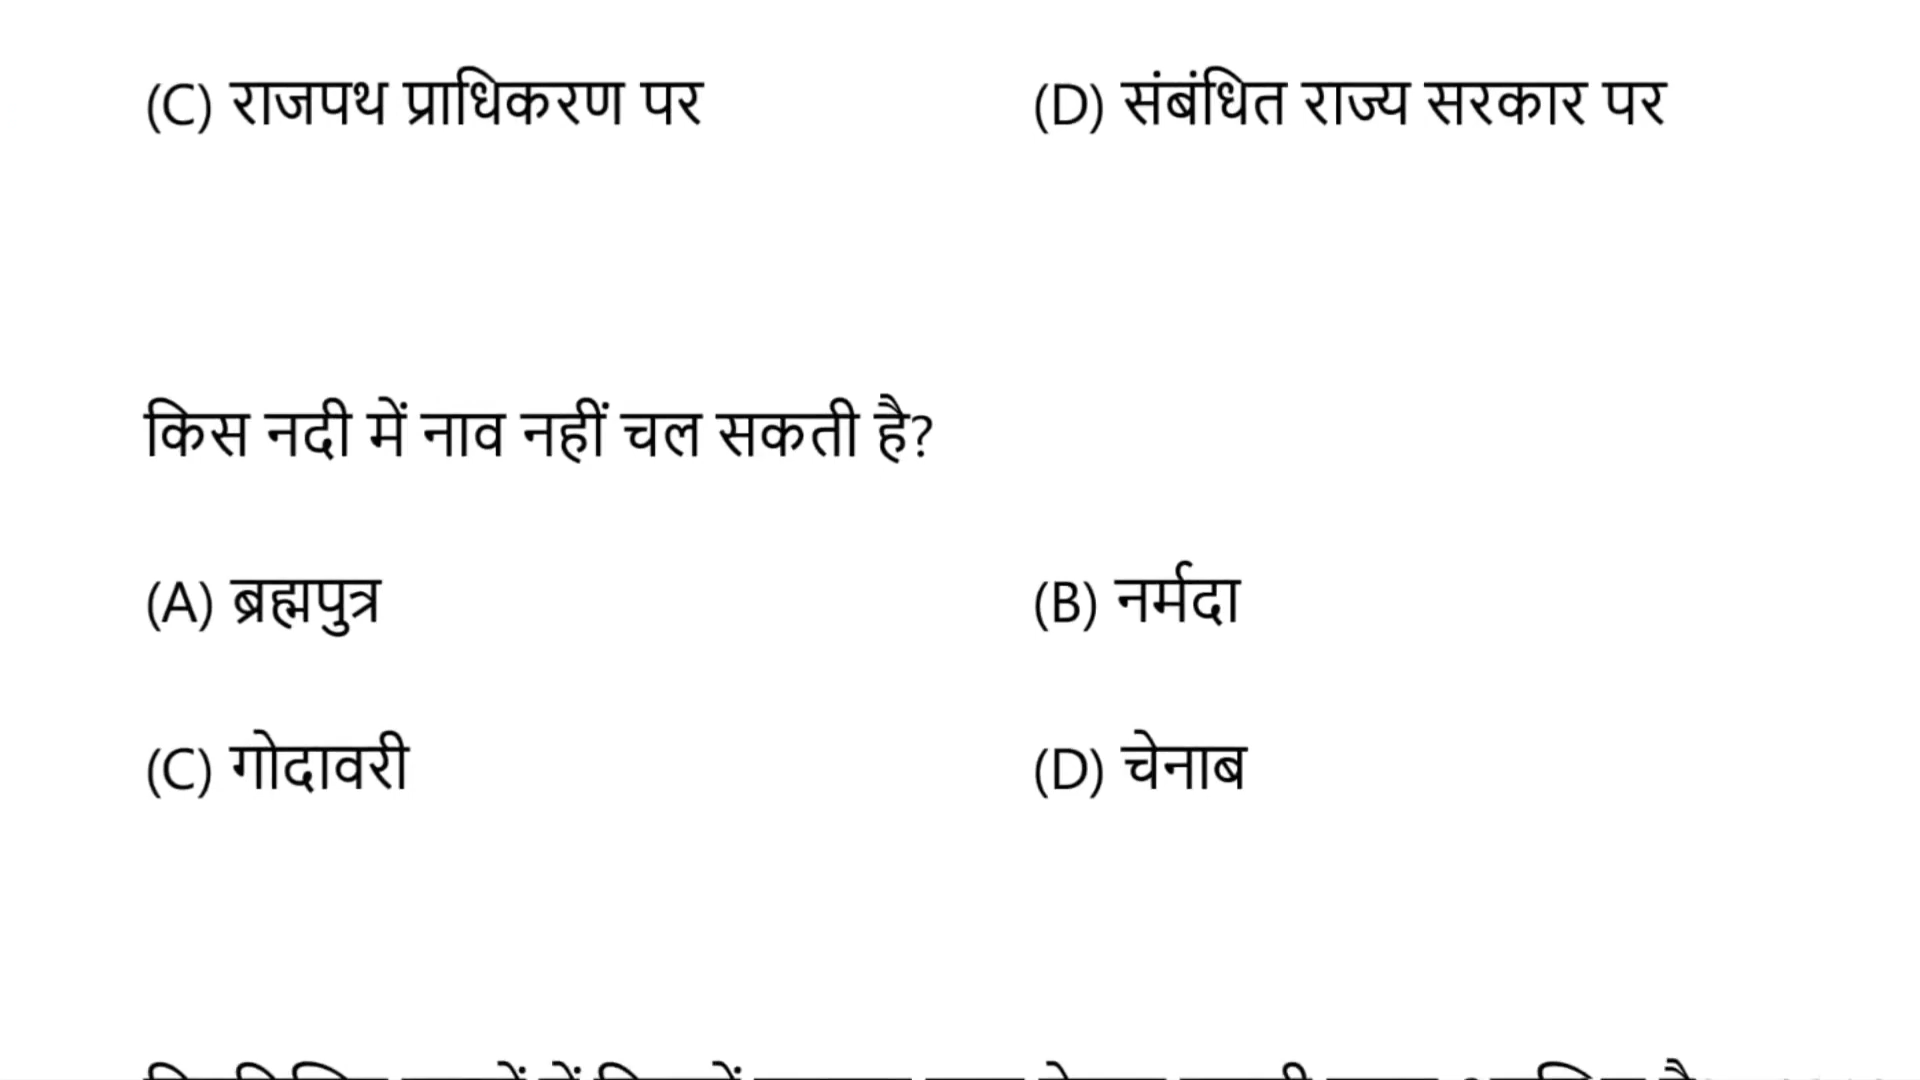 (C) राजपथ प्राधिकरण पर (D) संबंधित राज्य सरकार पर
किस नदी में नाव नहीं चल सकती है?
(A) ब्रह्मपुत्र (B) नर्मदा
(C) गोदावरी (D) चेनाब